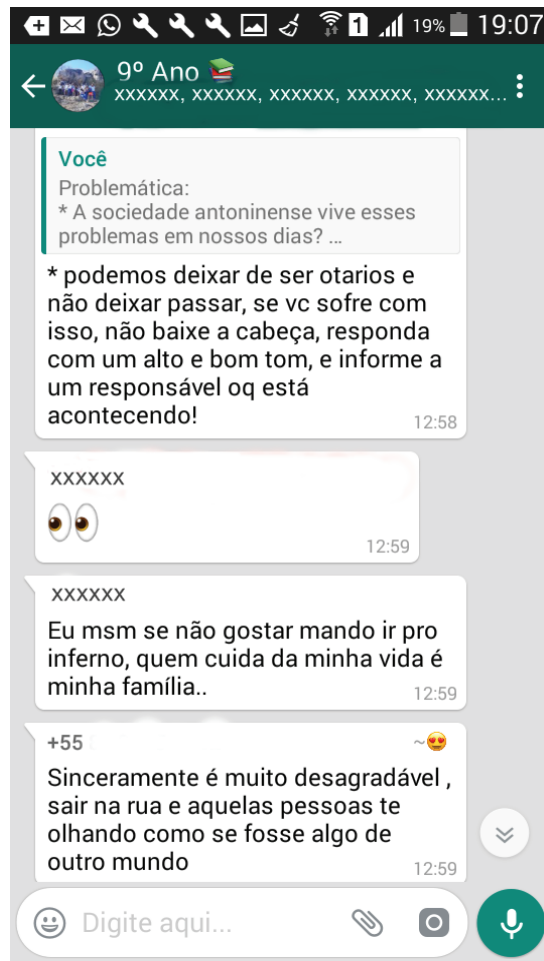 19% 19:07
9º Ano
xxxxxx, xxxxxx, xxxxxx, xxxxxx, xxxxxx...
Você
Problemática:
* A sociedade antoninense vive esses
problemas em nossos dias? ...
* podemos deixar de ser otarios e
não deixar passar, se vc sofre com
isso, não baixe a cabeça, responda
com um alto e bom tom, e informe a
um responsável oq está
acontecendo!
12:58
xxxxxx
12:59
xxxxxx
Eu msm se não gostar mando ir pro
inferno, quem cuida da minha vida é
minha família..
12:59
+55 ~
Sinceramente é muito desagradável ,
sair na rua e aquelas pessoas te
olhando como se fosse algo de
outro mundo
12:59
Digite aqui...